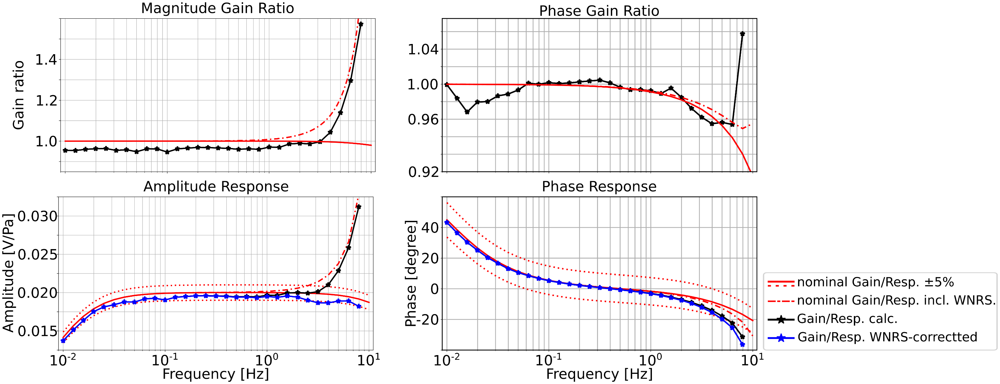 Magnitude Gain Ratio
Phase Gain Ratio
Gain ratio
1.4
1.2
1.0
1.04
1.00
0.96
0.92
Amplitude Response
Phase Response
Amplitude [V/Pa]
0.030
0.025
0.020
0.015
10-2
10-1
100
101
Frequency [Hz]
Phase [degree]
40
20
0
-20
10-2
10-1
100
101
Frequency [Hz]
nominal Gain/Resp. ±5%
nominal Gain/Resp. incl. WNRS.
Gain/Resp. calc.
Gain/Resp. WNRS-correctted